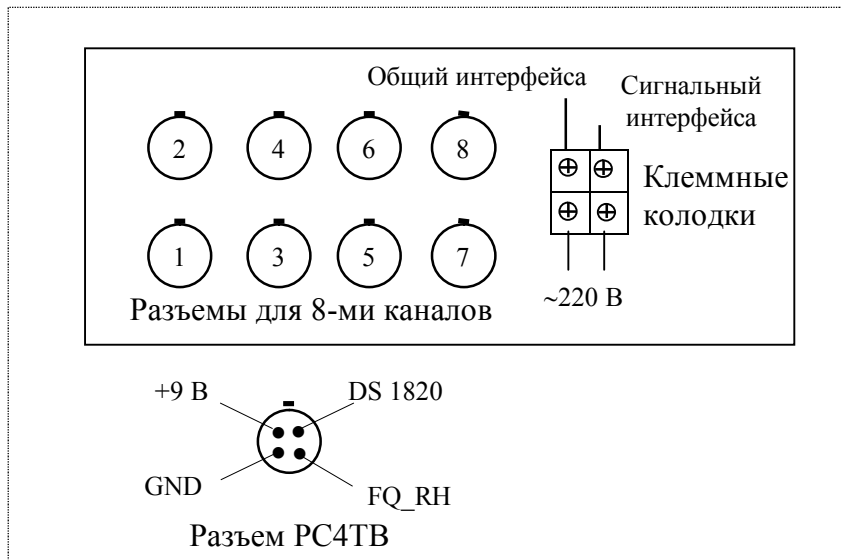 Общий интерфейса
Сигнальный
интерфейса
2 4 6 8
Клеммные
колодки
1 3 5 7
Разъемы для 8-ми каналов
~220 В
+9 В
DS 1820
GND
FQ_RH
Разъем РС4ТВ